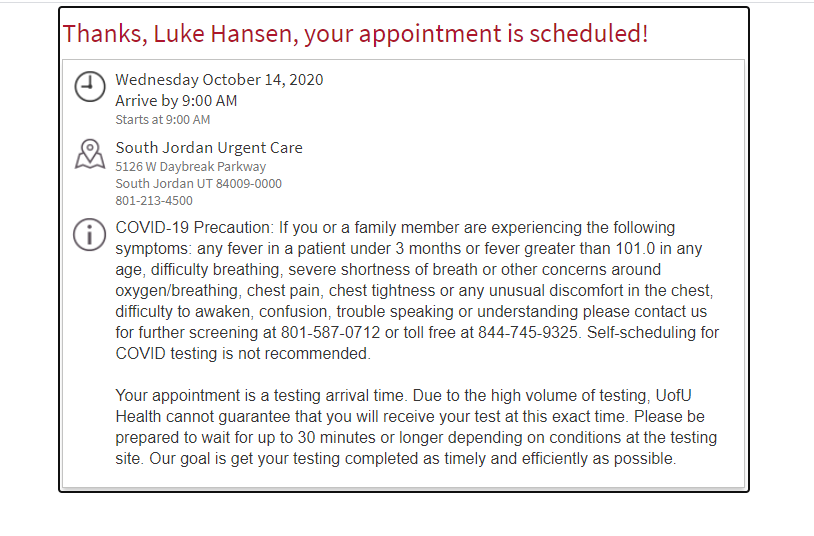 Thanks, Luke Hansen, your appointment is scheduled!
Wednesday October 14, 2020
Arrive by 9:00 AM
Starts at 9:00 AM
South Jordan Urgent Care
5126 W Daybreak Parkway
South Jordan UT 84009-0000
801-213-4500
COVID-19 Precaution: If you or a family member are experiencing the following
symptoms: any fever in a patient under 3 months or fever greater than 101.0 in any
age, difficulty breathing, severe shortness of breath or other concerns around
oxygen/breathing, chest pain, chest tightness or any unusual discomfort in the chest,
difficulty to awaken, confusion, trouble speaking or understanding please contact us
for further screening at 801-587-0712 or toll free at 844-745-9325. Self-scheduling for
COVID testing is not recommended.
Your appointment is a testing arrival time. Due to the high volume of testing, UofU
Health cannot guarantee that you will receive your test at this exact time. Please be
prepared to wait for up to 30 minutes or longer depending on conditions at the testing
site. Our goal is get your testing completed as timely and efficiently as possible.